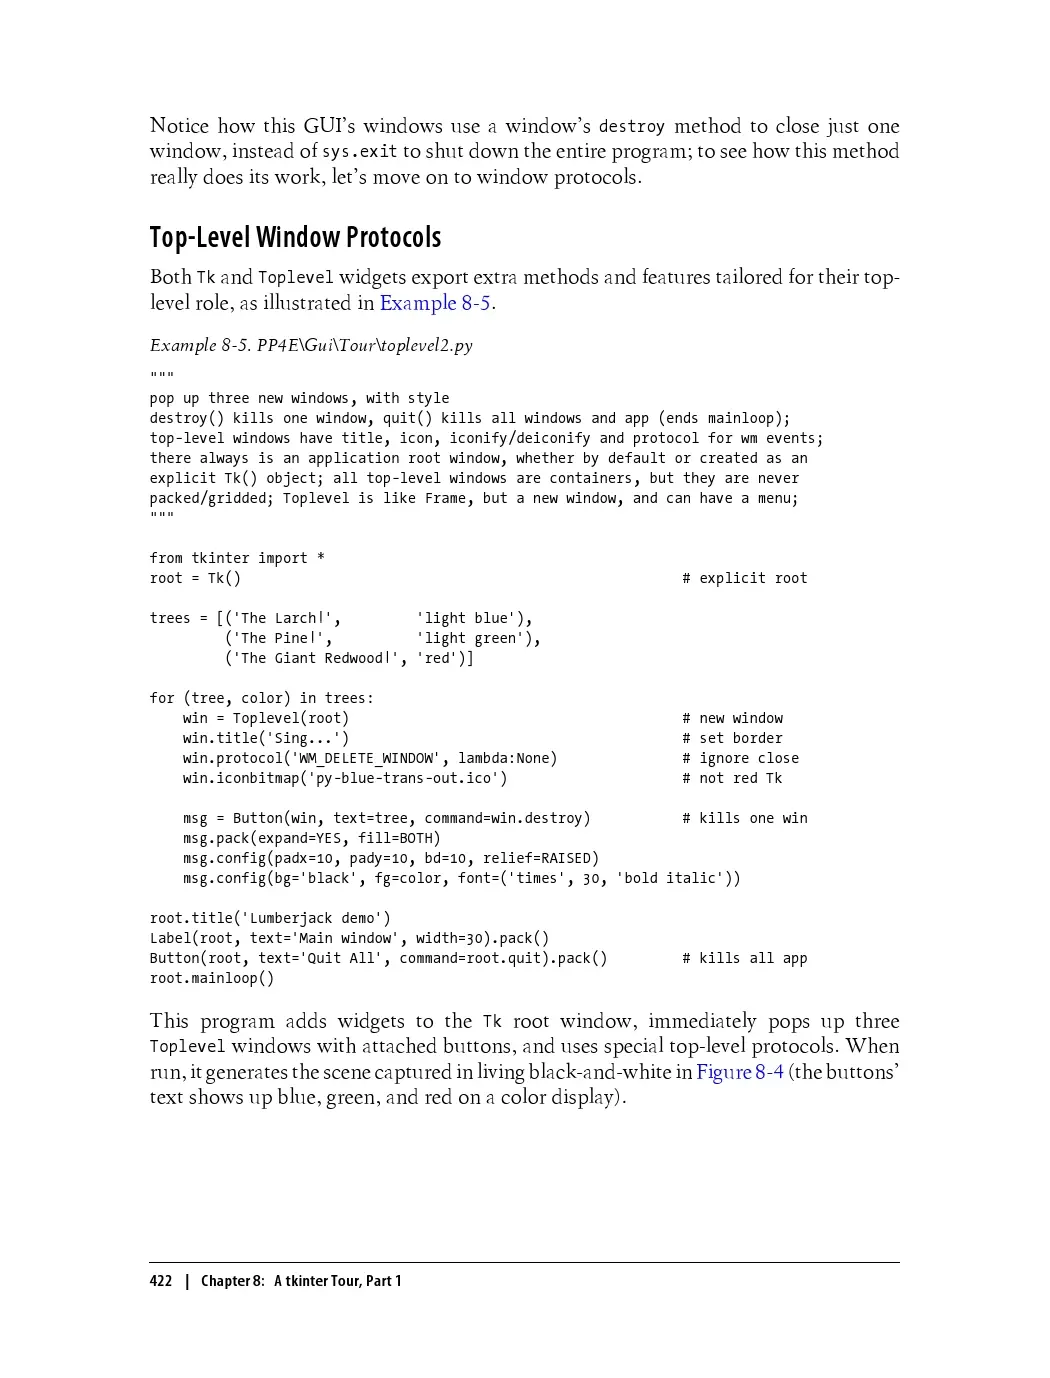 Notice how this GUI’s windows use a window’s destroy method to close just one
window, instead of sys.exit to shut down the entire program; to see how this method
really does its work, let’s move on to window protocols.
Top-Level Window Protocols
Both Tk and Toplevel widgets export extra methods and features tailored for their top-
level role, as illustrated in Example 8-5.
Example 8-5. PP4E\Gui\Tour\toplevel2.py
"""
pop up three new windows, with style
destroy() kills one window, quit() kills all windows and app (ends mainloop);
top-level windows have title, icon, iconify/deiconify and protocol for wm events;
there always is an application root window, whether by default or created as an
explicit Tk() object; all top-level windows are containers, but they are never
packed/gridded; Toplevel is like Frame, but a new window, and can have a menu;
"""
from tkinter import *
root = Tk()                                                     # explicit root
trees = [('The Larch!',         'light blue'),
         ('The Pine!',          'light green'),
         ('The Giant Redwood!', 'red')]
for (tree, color) in trees:
    win = Toplevel(root)                                        # new window
    win.title('Sing...')                                        # set border
    win.protocol('WM_DELETE_WINDOW', lambda:None)               # ignore close
    win.iconbitmap('py-blue-trans-out.ico')                     # not red Tk
    msg = Button(win, text=tree, command=win.destroy)           # kills one win
    msg.pack(expand=YES, fill=BOTH)
    msg.config(padx=10, pady=10, bd=10, relief=RAISED)
    msg.config(bg='black', fg=color, font=('times', 30, 'bold italic'))
root.title('Lumberjack demo')
Label(root, text='Main window', width=30).pack()
Button(root, text='Quit All', command=root.quit).pack()         # kills all app
root.mainloop()
This program adds widgets to the Tk root window, immediately pops up three
Toplevel windows with attached buttons, and uses special top-level protocols. When
run, it generates the scene captured in living black-and-white in Figure 8-4 (the buttons’
text shows up blue, green, and red on a color display).
422 | Chapter 8: A tkinter Tour, Part 1